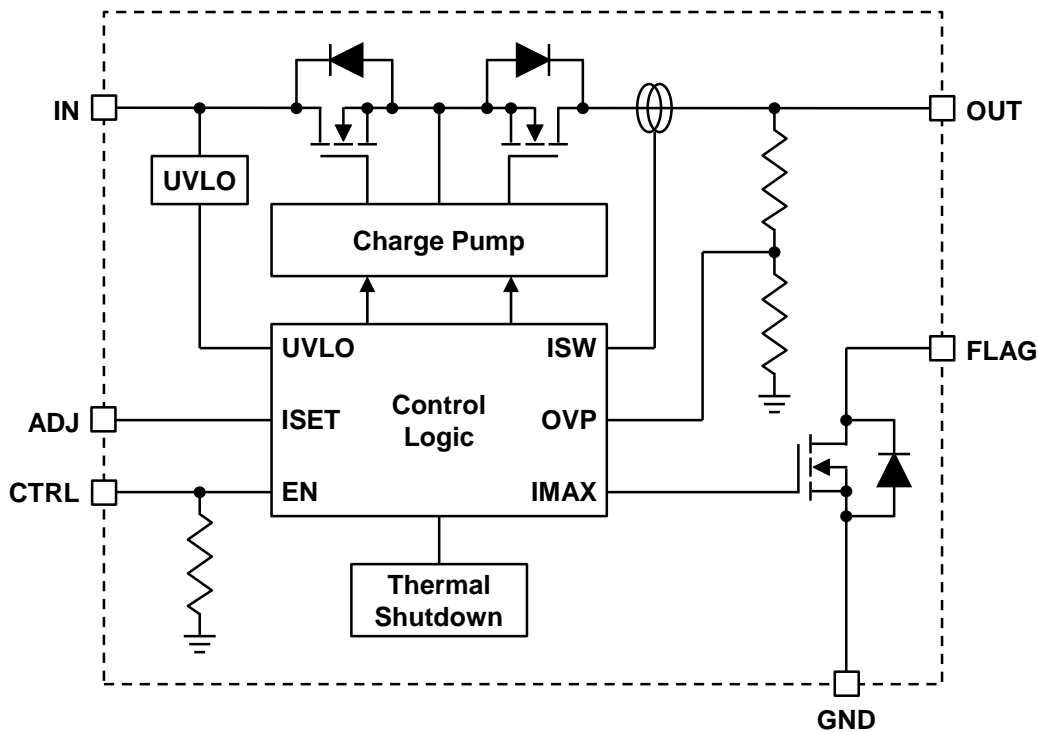 IN
OUT
UVLO
Charge Pump
UVLO
ISW
FLAG
ADJ
ISET
Control
Logic
OVP
CTRL
EN
IMAX
Thermal
Shutdown
GND